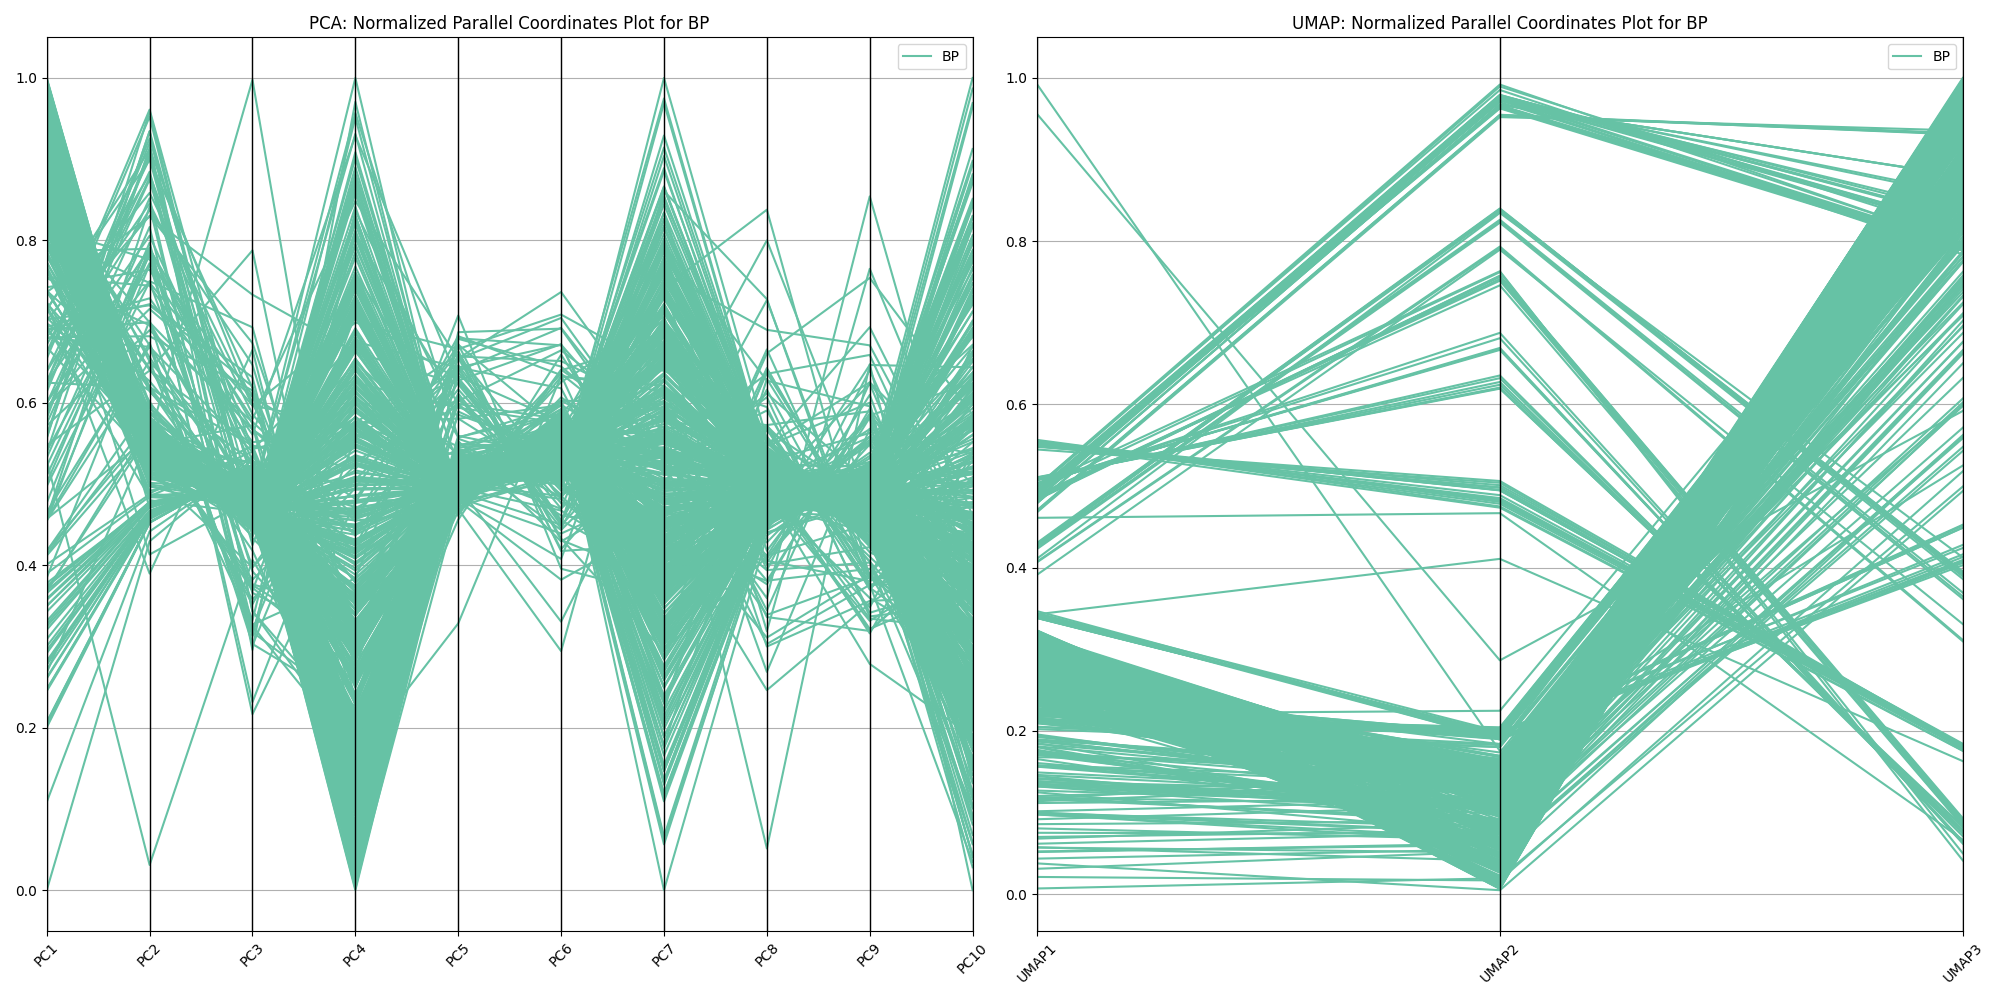 PCA: Normalized Parallel Coordinates Plot for BP
BP
1.0
0.8
0.6
0.4
0.2
0.0
PC1
PC2
PC3
PC4
PC5
PC6
PC7
PC8
PC9
PC10
UMAP: Normalized Parallel Coordinates Plot for BP
BP
1.0
0.8
0.6
0.4
0.2
0.0
UMAP1
UMAP2
UMAP3